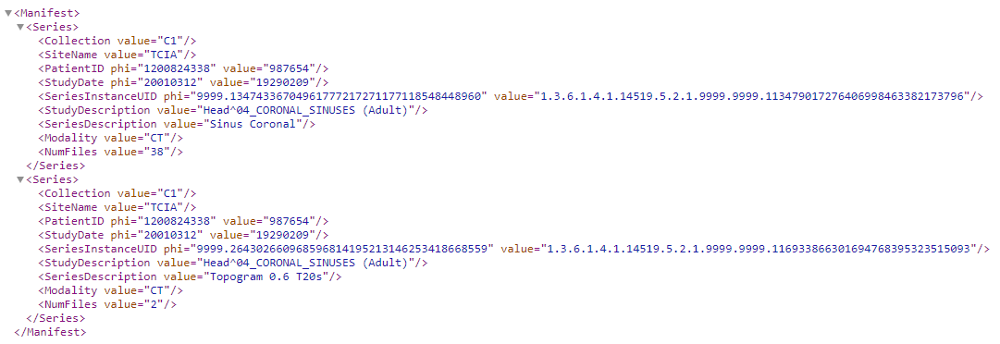 <Manifest>
<Series>
<Collection value="C1"/>
<SiteName value="TCIA"/>
<PatientID phi="1200824338" value="987654"/>
<StudyDate phi="20010312" value="19290209"/>
<SeriesInstanceUID phi="9999.134743367049617772172711771185484489​60" value="1.3.6.1.4.1.14519.5.2.1.9999.9999.113479017276406998463382173796"/>
<StudyDescription value="Head^04_CORONAL_SINUSES (Adult)"/>
<SeriesDescription value="Sinus Coronal"/>
<Modality value="CT"/>
<NumFiles value="38"/>
</Series>
<Series>
<Collection value="C1"/>
<SiteName value="TCIA"/>
<PatientID phi="1200824338" value="987654"/>
<StudyDate phi="20010312" value="19290209"/>
<SeriesInstanceUID phi="9999.264302660968596814195213146253418668559" value="1.3.6.1.4.1.14519.5.2.1.9999.9999.116933866301694768395323515093"/>
<StudyDescription value="Head^04_CORONAL_SINUSES (Adult)"/>
<SeriesDescription value="Topogram 0.6 T20s"/>
<Modality value="CT"/>
<NumFiles value="2"/>
</Series>
</Manifest>